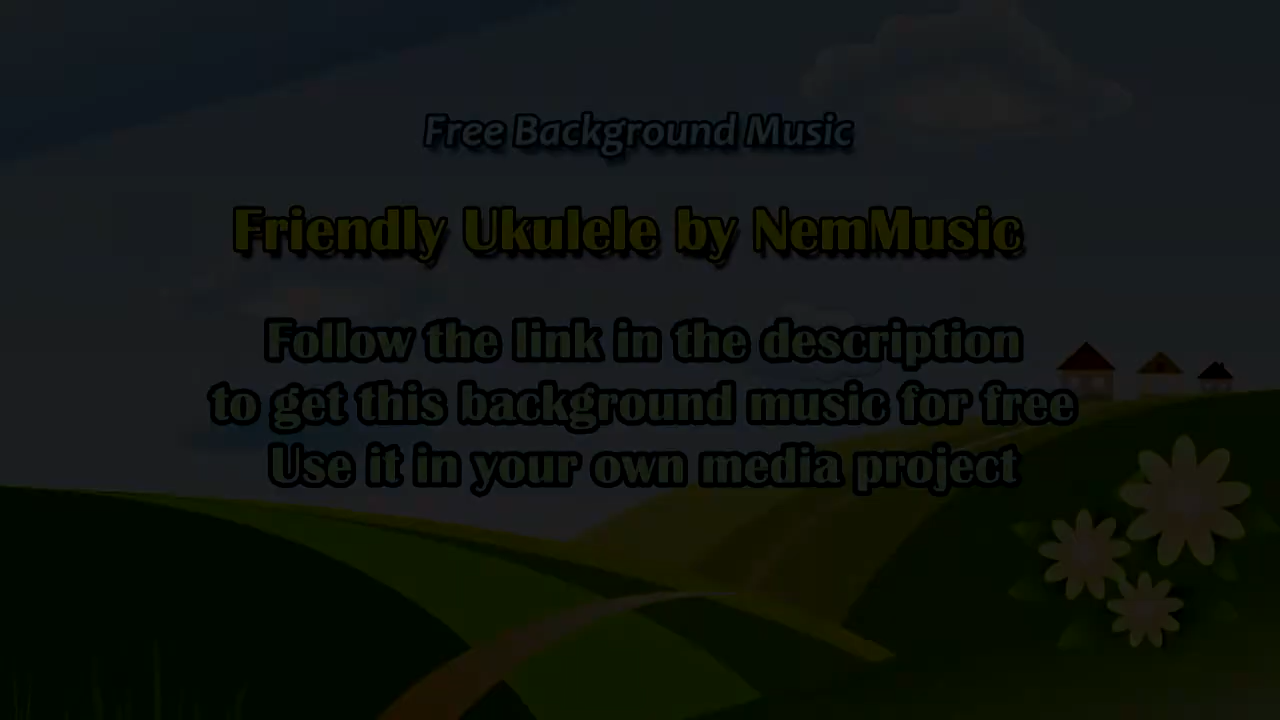 Free Background Music
Friendly Ukulele by NemMusic
Follow the link in the description
to get this background music for free
Use it in your own media project